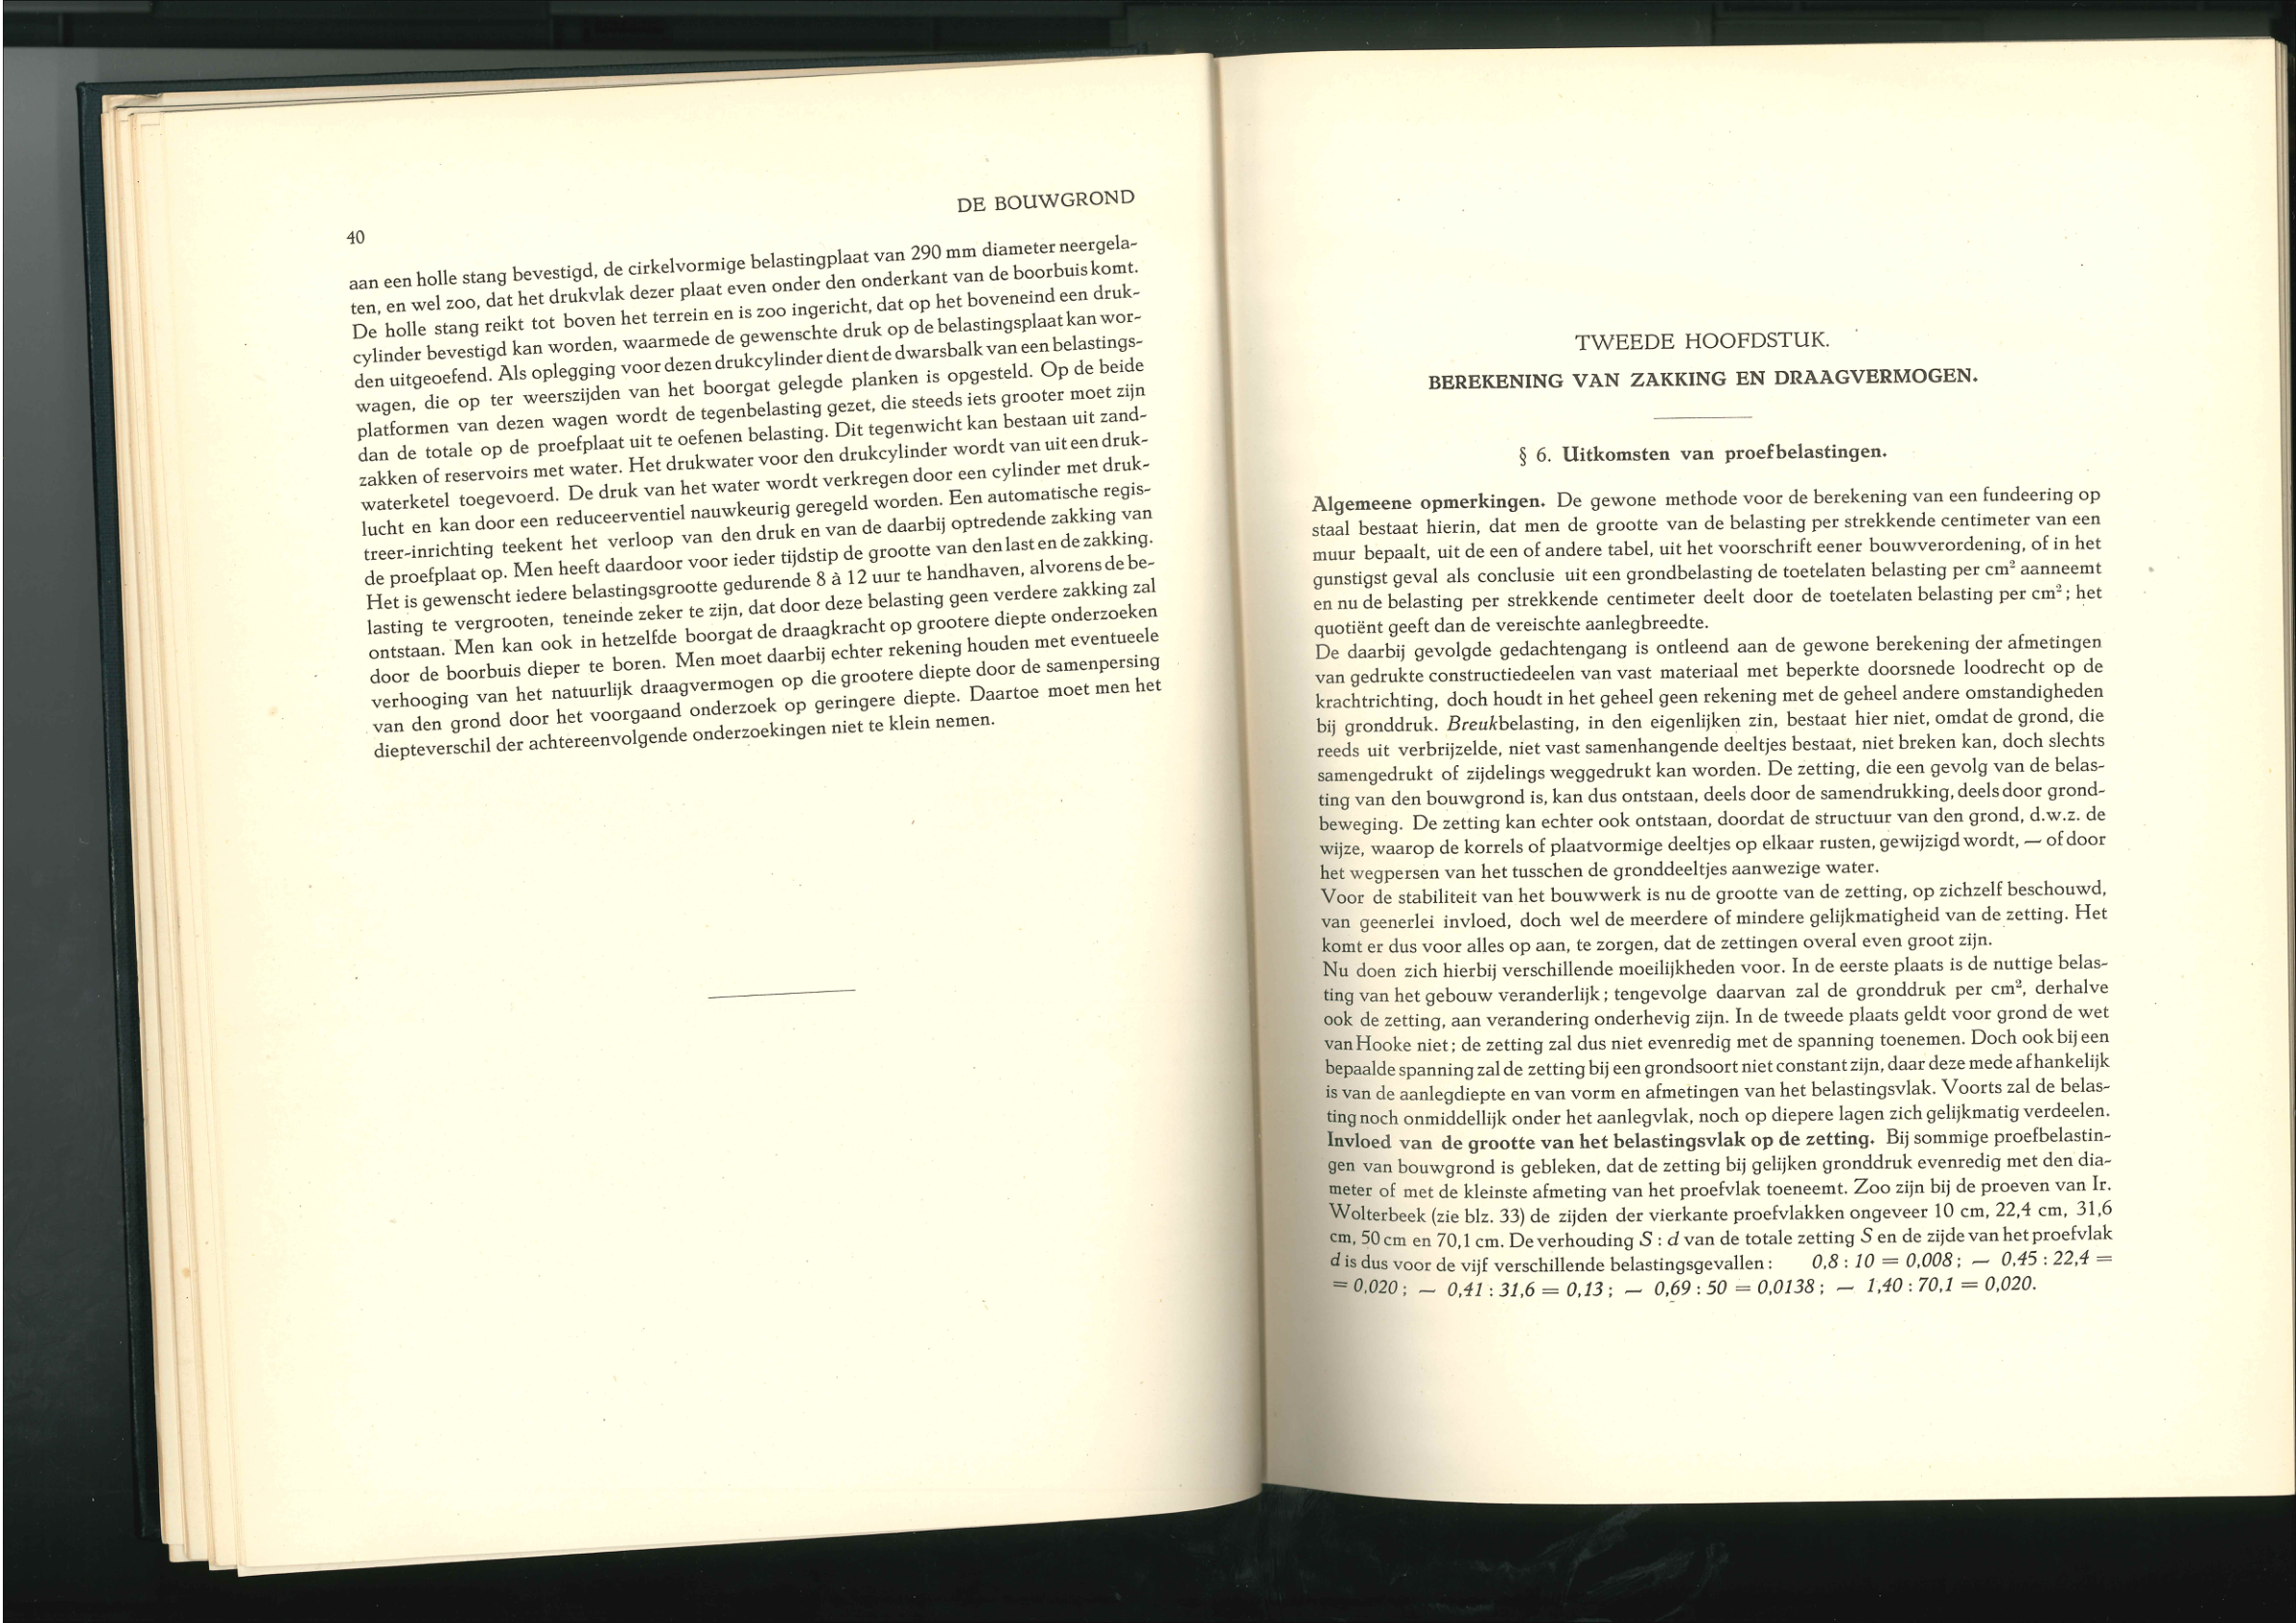 DE BOUWGROND
40
aan een holle stang bevestigd, de cirkelvormige belastingplaat van 290 mm diameter neergela-
ten, en wel zoo, dat het drukvlak dezer plaat even onder den onderkant van de boorbuis komt.
De holle stang reikt tot boven het terrein en is zoo ingericht, dat op het boveneind een druk-
cylinder bevestigd kan worden, waarmede de gewenschte druk op de belastingsplaat kan wor-
den uitgeoefend. Als oplegging voor dezen drukcylinder dient de dwarsbalk van een belastings-
wagen, die op ter weerszijden van het boorgat gelegde planken is opgesteld. Op de beide
platformen van dezen wagen wordt de tegenbelasting gezet, die steeds iets grooter moet zijn
dan de totale op de proefplaat uit te oefenen belasting. Dit tegenwicht kan bestaan uit zand-
zakken of reservoirs met water. Het drukwater voor den drukcylinder wordt van uit een druk-
waterketel toegevoerd. De druk van het water wordt verkregen door een cylinder met druk-
lucht en kan door een reduceerventiel nauwkeurig geregeld worden. Een automatische regis-
treer-inrichting teekent het verloop van den druk en van de daarbij optredende zakking van
de proefplaat op. Men heeft daardoor voor ieder tijdstip de grootte van den last en de zakking.
Het is gewenscht iedere belastingsgrootte gedurende 8 à 12 uur te handhaven, alvorens de be-
lasting te vergrooten, teneinde zeker te zijn, dat door deze belasting geen verdere zakking zal
ontstaan. Men kan ook in hetzelfde boorgat de draagkracht op grootere diepte onderzoeken
door de boorbuis dieper te boren. Men moet daarbij echter rekening houden met eventueele
verhooging van het natuurlijk draagvermogen op die grootere diepte door de samenpersing
van den grond door het voorgaand onderzoek op geringere diepte. Daartoe moet men het
diepteverschil der achtereenvolgende onderzoekingen niet te klein nemen.
TWEEDE HOOFDSTUK.
BEREKENING VAN ZAKKING EN DRAAGVERMOGEN.
§ 6. Uitkomsten van proefbelastingen.
Algemeene opmerkingen. De gewone methode voor de berekening van een fundeering op
staal bestaat hierin, dat men de grootte van de belasting per strekkende centimeter van een
muur bepaalt, uit de een of andere tabel, uit het voorschrift eener bouwverordening, of in het
gunstigst geval als conclusie uit een grondbelasting de toetelaten belasting per cm² aanneemt
en nu de belasting per strekkende centimeter deelt door de toetelaten belasting per cm²; het
quotiënt geeft dan de vereischte aanlegbreedte.
De daarbij gevolgde gedachtengang is ontleend aan de gewone berekening der afmetingen
van gedrukte constructiedeelen van vast materiaal met beperkte doorsnede loodrecht op de
krachtrichting, doch houdt in het geheel geen rekening met de geheel andere omstandigheden
bij gronddruk. Breukbelasting, in den eigenlijken zin, bestaat hier niet, omdat de grond, die
reeds uit verbrijzelde, niet vast samenhangende deeltjes bestaat, niet breken kan, doch slechts
samengedrukt of zijdelings weggedrukt kan worden. De zetting, die een gevolg van de belas-
ting van den bouwgrond is, kan dus ontstaan, deels door de samendrukking, deels door grond-
beweging. De zetting kan echter ook ontstaan, doordat de structuur van den grond, d.w.z. de
wijze, waarop de korrels of plaatvormige deeltjes op elkaar rusten, gewijzigd wordt, — of door
het wegpersen van het tusschen de gronddeeltjes aanwezige water.
Voor de stabiliteit van het bouwwerk is nu de grootte van de zetting, op zichzelf beschouwd,
van geenerlei invloed, doch wel de meerdere of mindere gelijkmatigheid van de zetting. Het
komt er dus voor alles op aan, te zorgen, dat de zettingen overal even groot zijn.
Nu doen zich hierbij verschillende moeilijkheden voor. In de eerste plaats is de nuttige belas-
ting van het gebouw veranderlijk; tengevolge daarvan zal de gronddruk per cm², derhalve
ook de zetting, aan verandering onderhevig zijn. In de tweede plaats geldt voor grond de wet
van Hooke niet; de zetting zal dus niet evenredig met de spanning toenemen. Doch ook bij een
bepaalde spanning zal de zetting bij een grondsoort niet constant zijn, daar deze mede afhankelijk
is van de aanlegdiepte en van vorm en afmetingen van het belastingsvlak. Voorts zal de belas-
ting noch onmiddellijk onder het aanlegvlak, noch op diepere lagen zich gelijkmatig verdeelen.
Invloed van de grootte van het belastingsvlak op de zetting. Bij sommige proefbelastin-
gen van bouwgrond is gebleken, dat de zetting bij gelijken gronddruk evenredig met den dia-
meter of met de kleinste afmeting van het proefvlak toeneemt. Zoo zijn bij de proeven van Ir.
Wolterbeek (zie blz. 33) de zijden der vierkante proefvlakken ongeveer 10 cm, 22,4 cm, 31,6
cm, 50 cm en 70,1 cm. De verhouding S : d van de totale zetting S en de zijde van het proefvlak
d is dus voor de vijf verschillende belastingsgevallen: 0,8 : 10 = 0,008; — 0,45 : 22,4 =
= 0,020; — 0,41 : 31,6 = 0,13; — 0,69 : 50 = 0,0138; — 1,40 : 70,1 = 0,020.